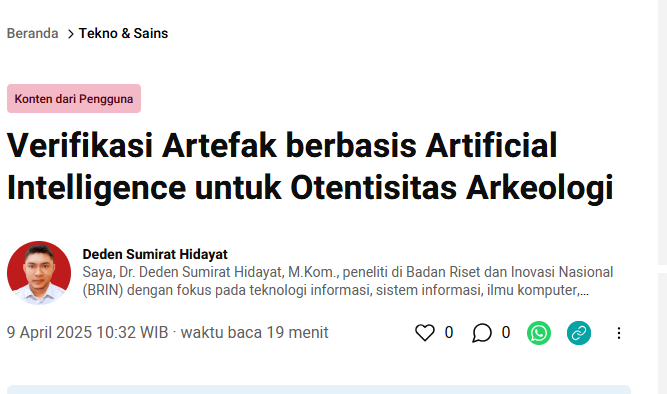 Beranda > Tekno & Sains
Konten dari Pengguna
Verifikasi Artefak berbasis Artificial
Intelligence untuk Otentisitas Arkeologi
Deden Sumirat Hidayat
Saya, Dr. Deden Sumirat Hidayat, M.Kom., peneliti di Badan Riset dan Inovasi Nasional
(BRIN) dengan fokus pada teknologi informasi, sistem informasi, ilmu komputer,...
9 April 2025 10:32 WIB · waktu baca 19 menit 0 0